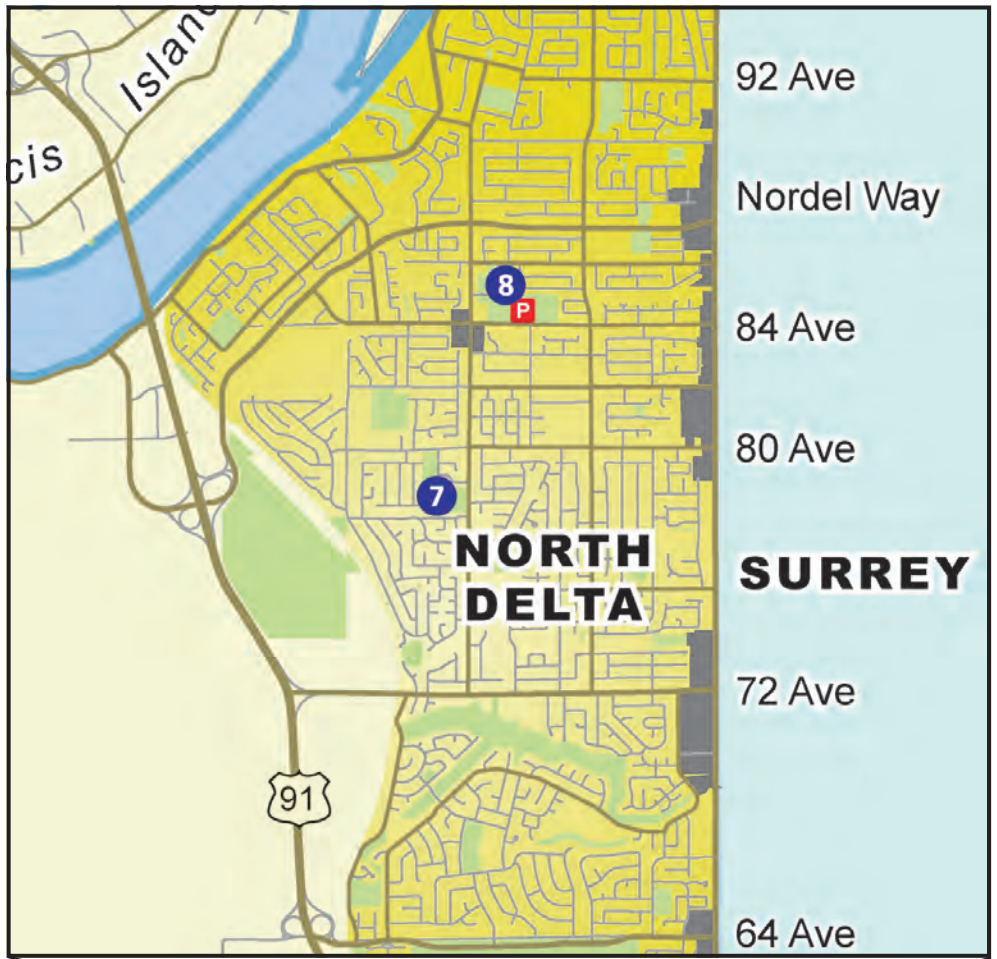 Island
cis
92 Ave
Nordel Way
8
P
84 Ave
80 Ave
7
NORTH
DELTA
SURREY
72 Ave
91
64 Ave